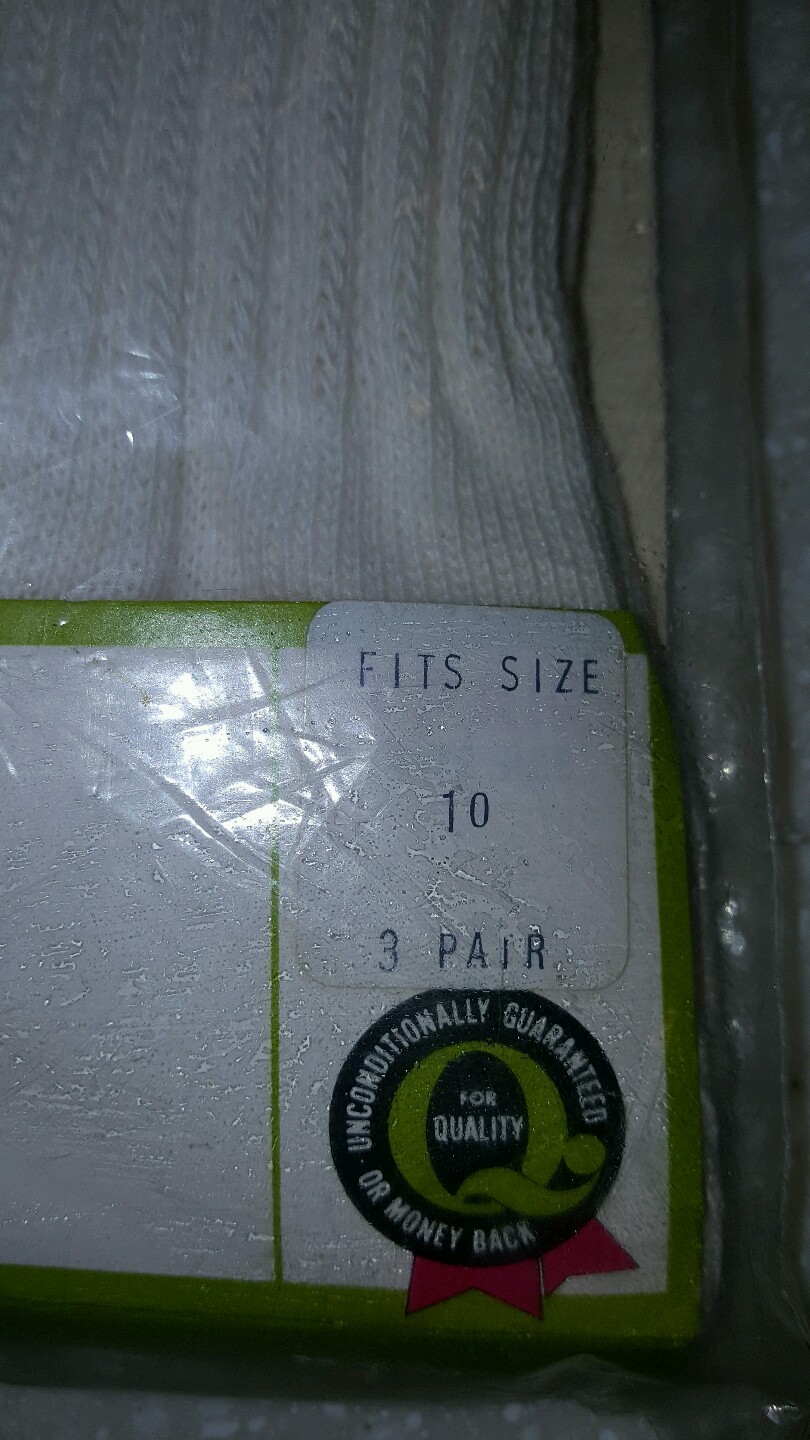 FITS SIZE
10
3 PAIR
UNCONDITIONALLY GUARANTEED
Q
FOR
QUALITY
OR MONEY BACK